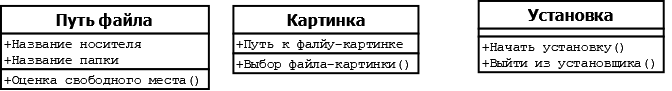 Путь файла
+Название носителя
+Название папки
+Оценка свободного места()
Картинка
+Путь к фалйу-картинке
+Выбор файла-картинки()
Установка
+Начать установку()
+Выйти из установщика()